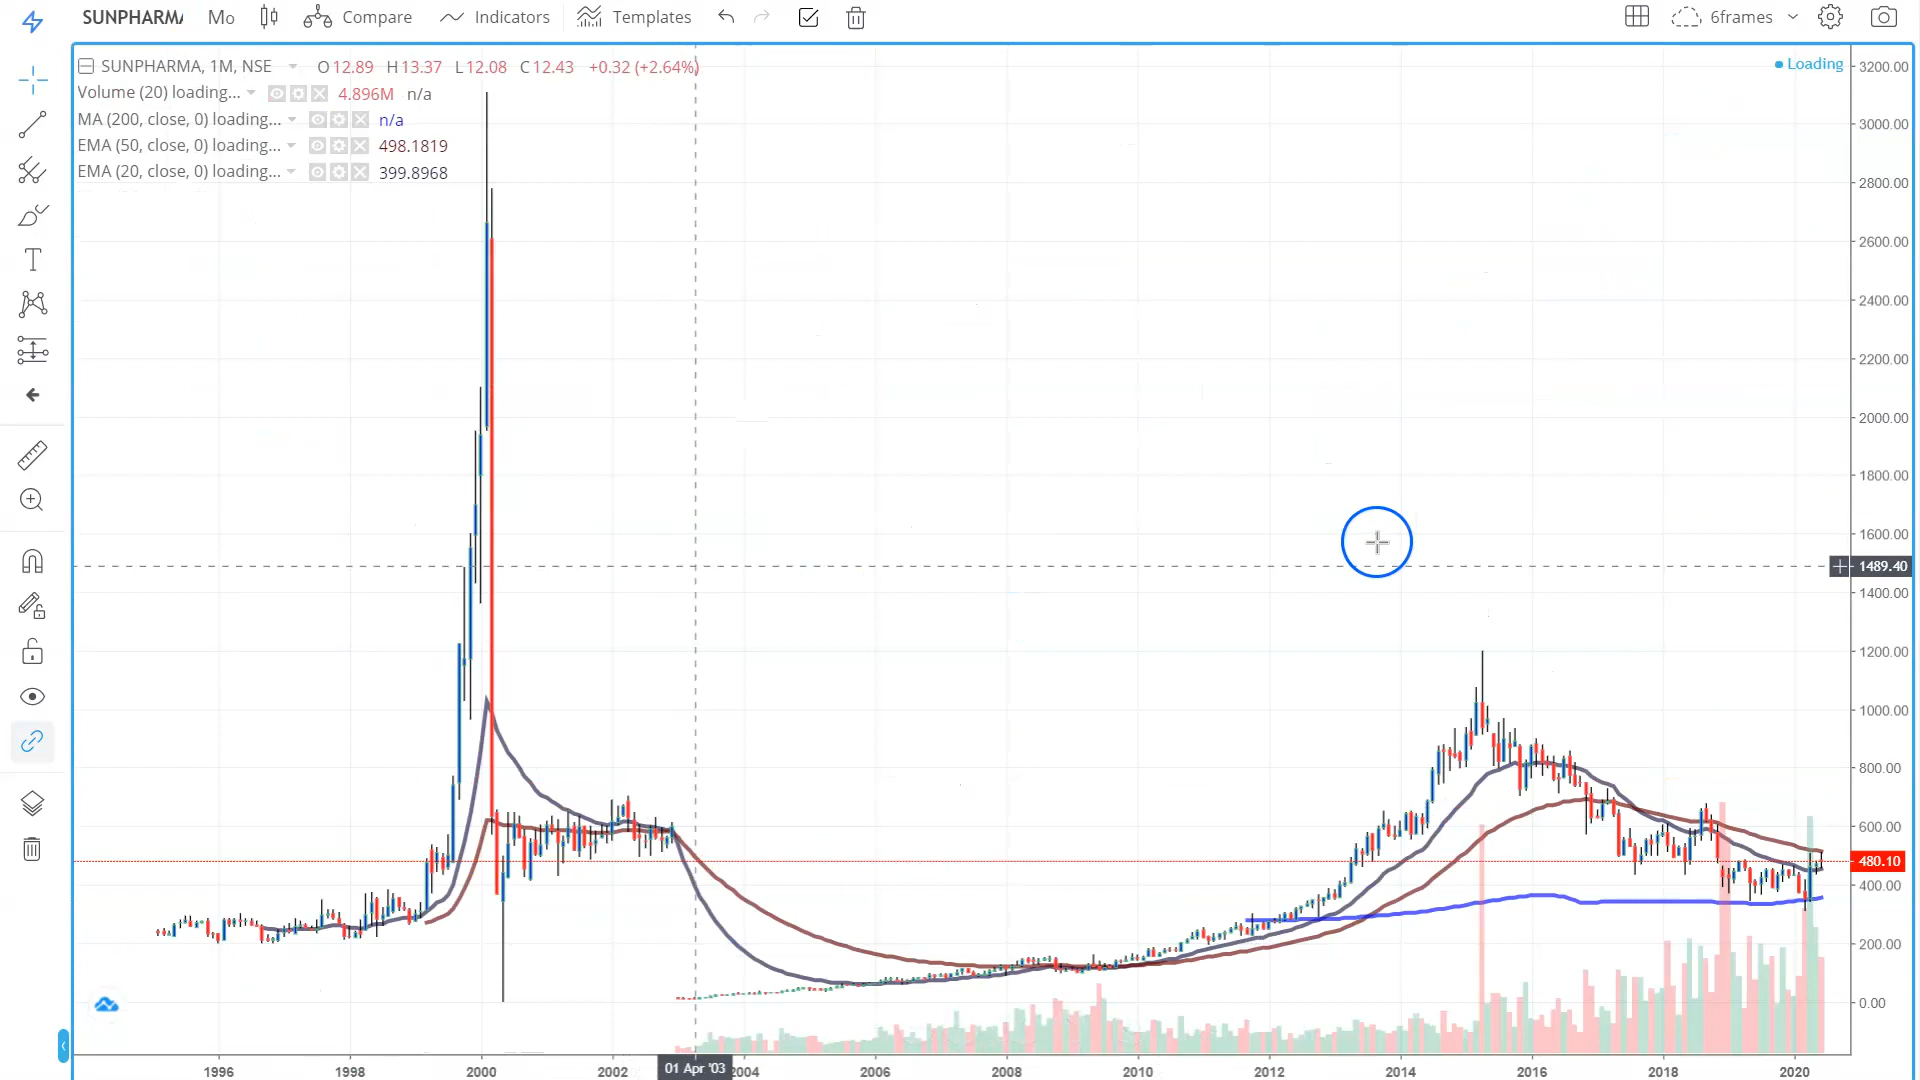 SUNPHARMA Mo Compare Indicators Templates 6frames
SUNPHARMA, 1M, NSE O12.89 H13.37 L12.08 C12.43 +0.32 (+2.64%)
Loading
Volume (20) loading... 4.896M n/a
MA (200, close, 0) loading... n/a
EMA (50, close, 0) loading... 498.1819
EMA (20, close, 0) loading... 399.8968
3200.00
3000.00
2800.00
2600.00
2400.00
2200.00
2000.00
1800.00
1600.00
1489.40
1400.00
1200.00
1000.00
800.00
600.00
480.10
400.00
200.00
0.00
1996 1998 2000 2002 01 Apr '03 2004 2006 2008 2010 2012 2014 2016 2018 2020